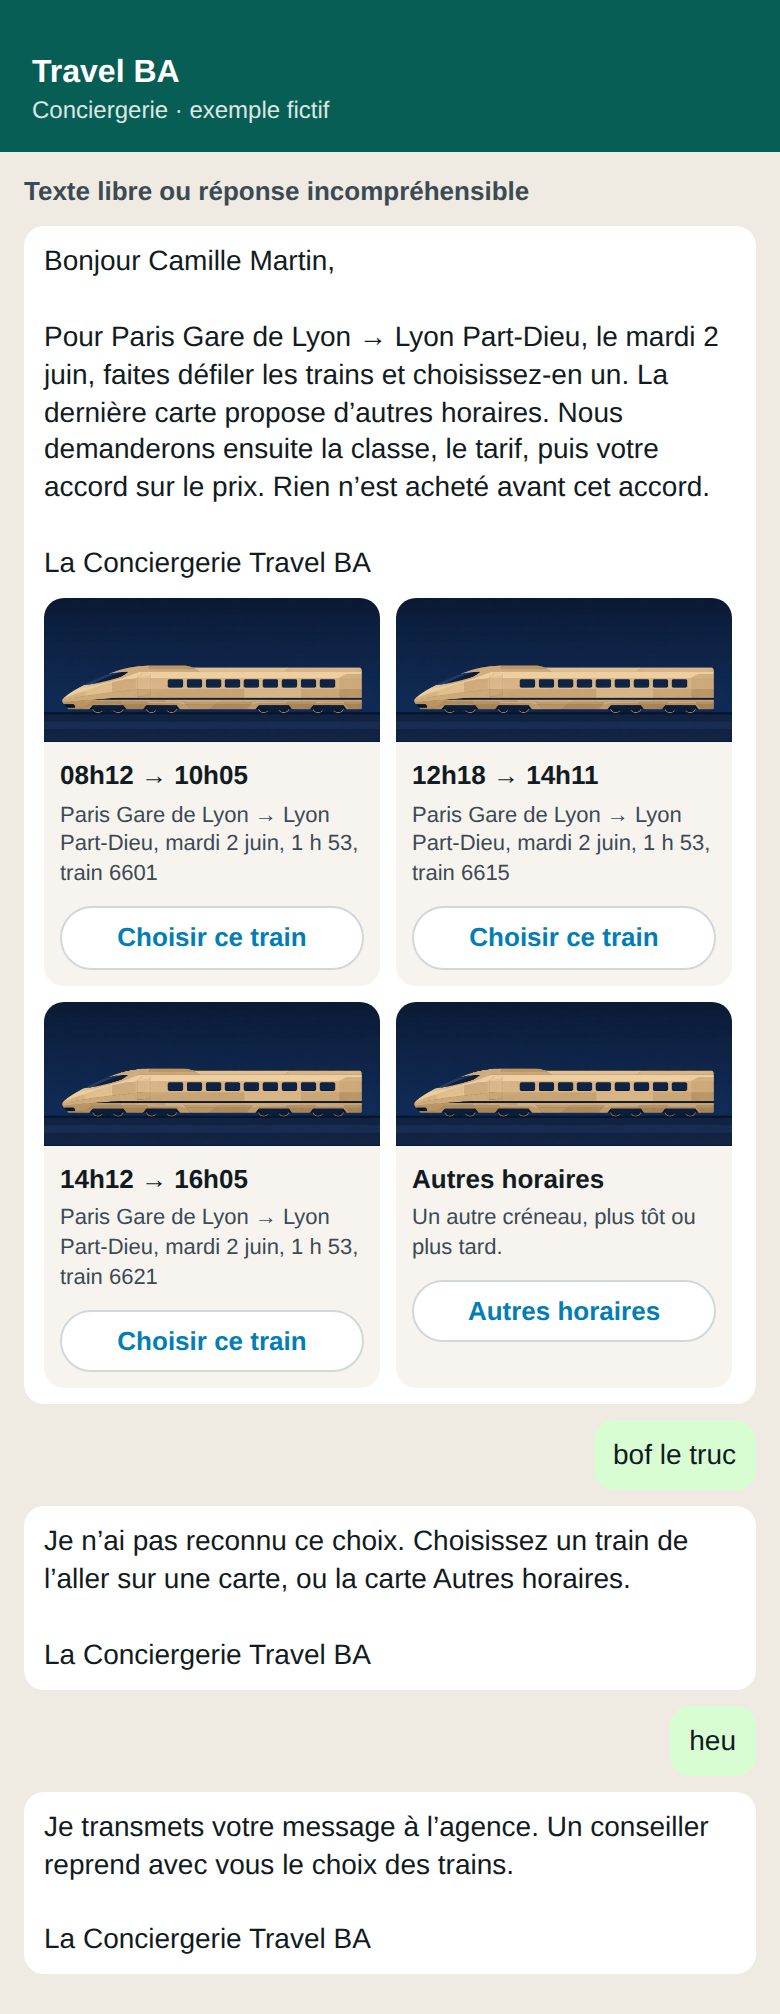 Travel BA
Conciergerie · exemple fictif
Texte libre ou réponse incompréhensible
Bonjour Camille Martin,
Pour Paris Gare de Lyon → Lyon Part-Dieu, le mardi 2
juin, faites défiler les trains et choisissez-en un. La
dernière carte propose d’autres horaires. Nous
demanderons ensuite la classe, le tarif, puis votre
accord sur le prix. Rien n’est acheté avant cet accord.
La Conciergerie Travel BA
08h12 → 10h05
Paris Gare de Lyon → Lyon
Part-Dieu, mardi 2 juin, 1 h 53,
train 6601
Choisir ce train
12h18 → 14h11
Paris Gare de Lyon → Lyon
Part-Dieu, mardi 2 juin, 1 h 53,
train 6615
Choisir ce train
14h12 → 16h05
Paris Gare de Lyon → Lyon
Part-Dieu, mardi 2 juin, 1 h 53,
train 6621
Choisir ce train
Autres horaires
Un autre créneau, plus tôt ou
plus tard.
Autres horaires
bof le truc
Je n’ai pas reconnu ce choix. Choisissez un train de
l’aller sur une carte, ou la carte Autres horaires.
La Conciergerie Travel BA
heu
Je transmets votre message à l’agence. Un conseiller
reprend avec vous le choix des trains.
La Conciergerie Travel BA